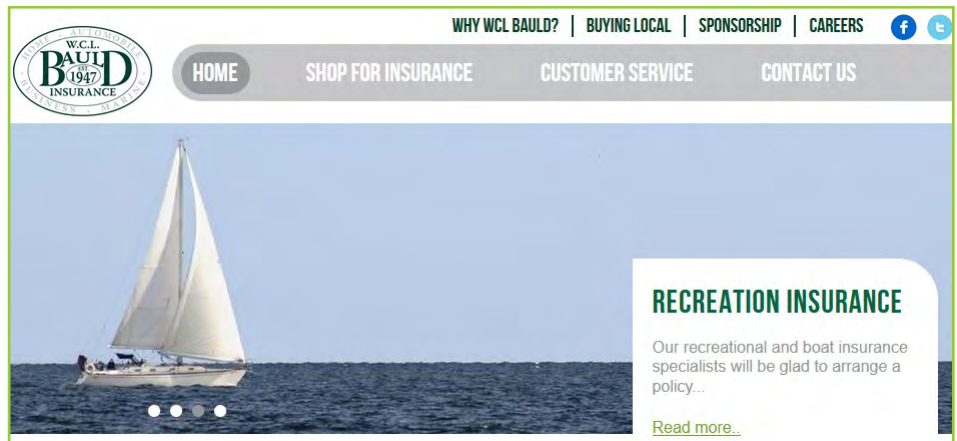 WHY WCL BAULD? | BUYING LOCAL | SPONSORSHIP | CAREERS
HOME · AUTOMOBILE
W.C.L.
BAULD
EST
1947
INSURANCE
BUSINESS · MARINE
HOME SHOP FOR INSURANCE CUSTOMER SERVICE CONTACT US
RECREATION INSURANCE
Our recreational and boat insurance
specialists will be glad to arrange a
policy...
Read more..